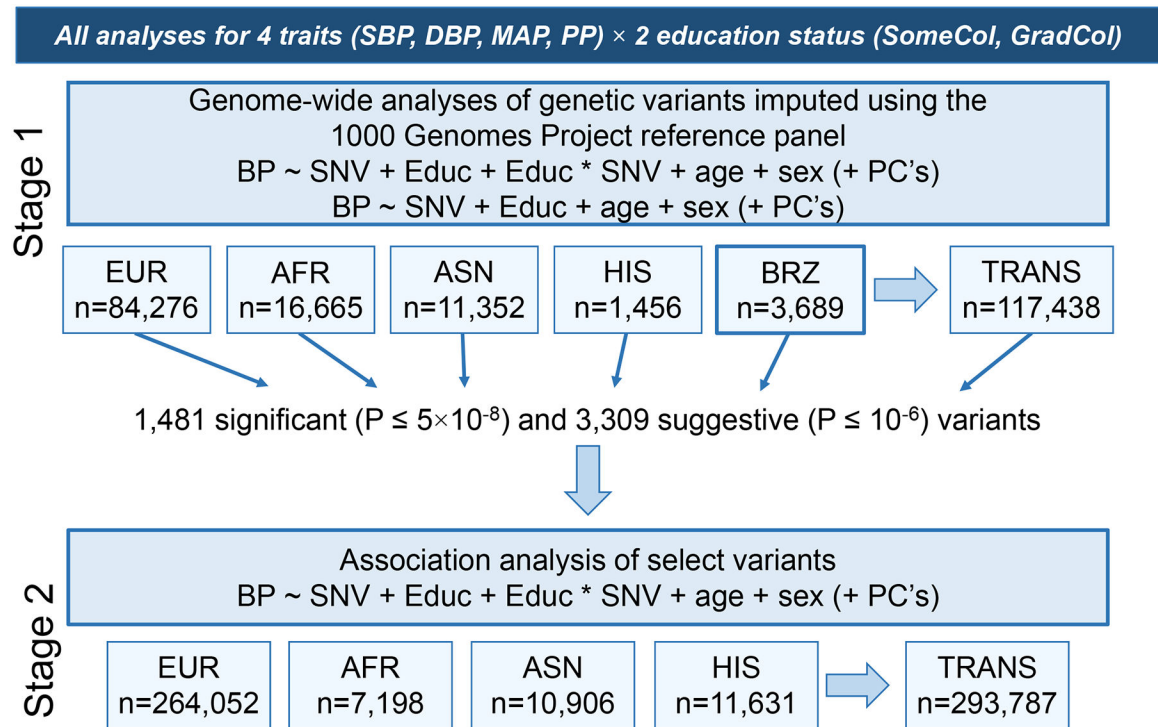 All analyses for 4 traits (SBP, DBP, MAP, PP) × 2 education status (SomeCol, GradCol)
Stage 1
Genome-wide analyses of genetic variants imputed using the
1000 Genomes Project reference panel
BP ~ SNV + Educ + Educ * SNV + age + sex (+ PC's)
BP ~ SNV + Educ + age + sex (+ PC's)
EUR
n=84,276
AFR
n=16,665
ASN
n=11,352
HIS
n=1,456
BRZ
n=3,689
TRANS
n=117,438
1,481 significant (P ≤ 5×10⁻⁸) and 3,309 suggestive (P ≤ 10⁻⁶) variants
Stage 2
Association analysis of select variants
BP ~ SNV + Educ + Educ * SNV + age + sex (+ PC's)
EUR
n=264,052
AFR
n=7,198
ASN
n=10,906
HIS
n=11,631
TRANS
n=293,787